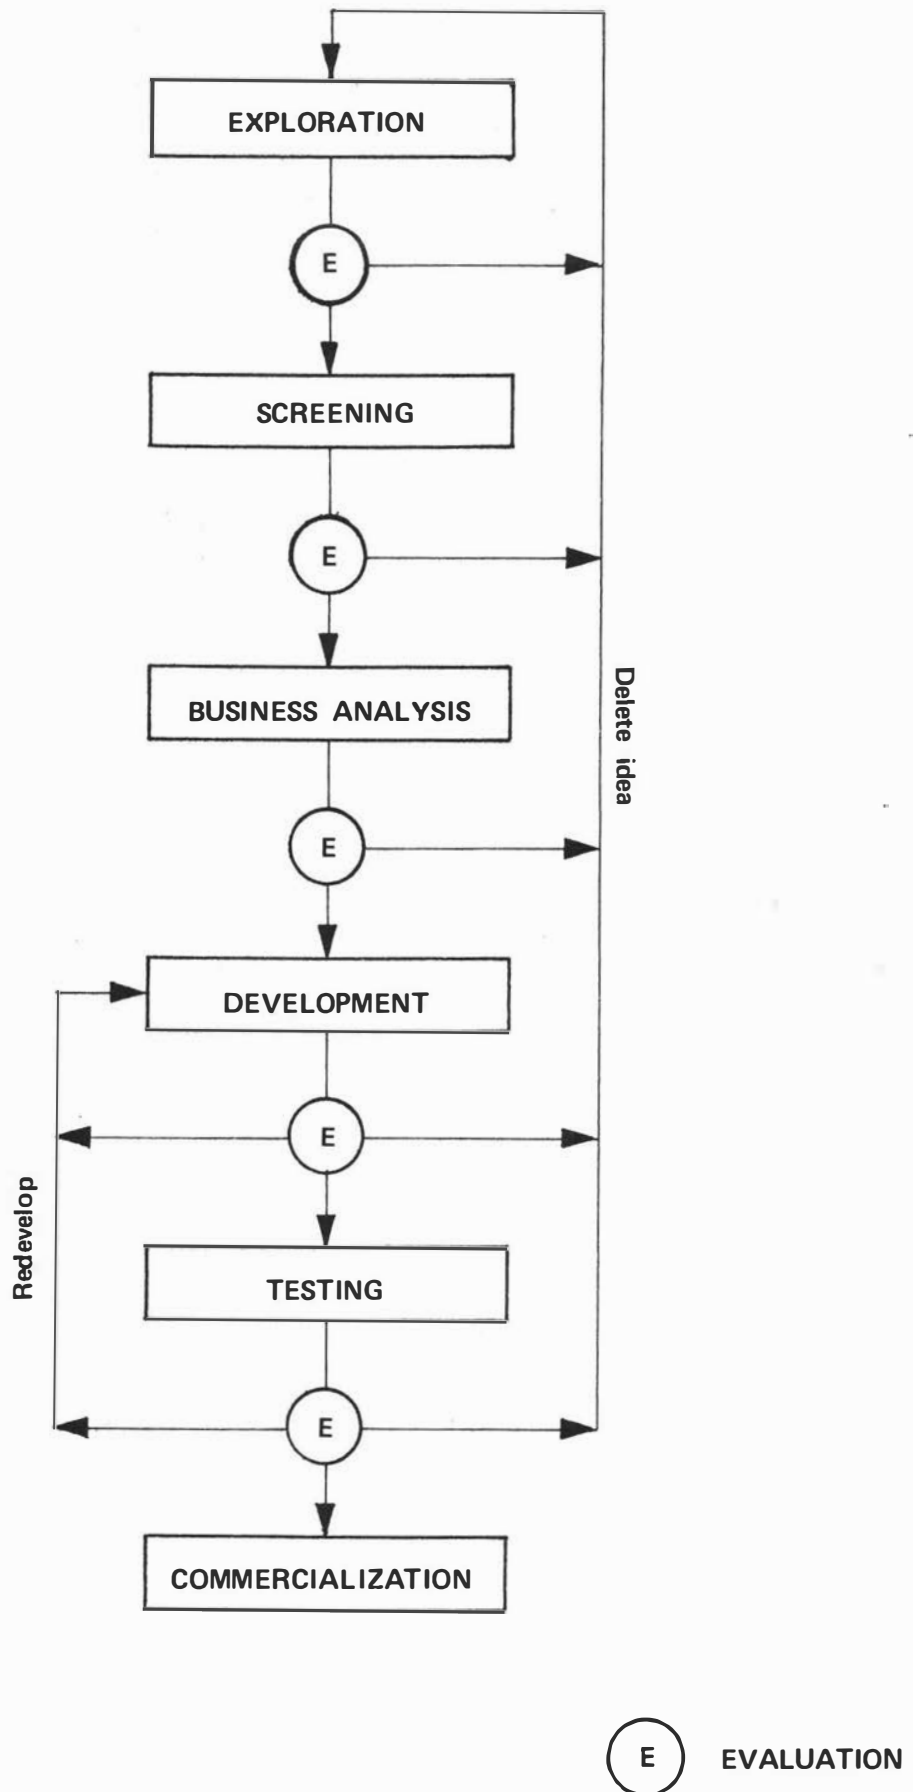 EXPLORATION
E
SCREENING
E
BUSINESS ANALYSIS
Delete idea
E
DEVELOPMENT
E
Redevelop
TESTING
E
COMMERCIALIZATION
E EVALUATION